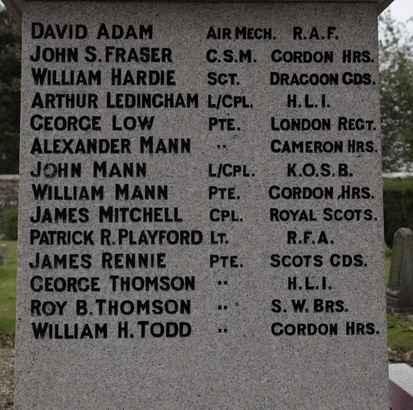 DAVID ADAM AIR MECH. R.A.F.
JOHN S. FRASER C.S.M. GORDON HRS.
WILLIAM HARDIE SGT. DRAGOON GDS.
ARTHUR LEDINGHAM L/CPL. H.L.I.
GEORGE LOW PTE. LONDON REGT.
ALEXANDER MANN " CAMERON HRS.
JOHN MANN L/CPL. K.O.S.B.
WILLIAM MANN PTE. GORDON HRS.
JAMES MITCHELL CPL. ROYAL SCOTS.
PATRICK R. PLAYFORD LT. R.F.A.
JAMES RENNIE PTE. SCOTS GDS.
GEORGE THOMSON " H.L.I.
ROY B. THOMSON " S.W. BRS.
WILLIAM H. TODD " GORDON HRS.